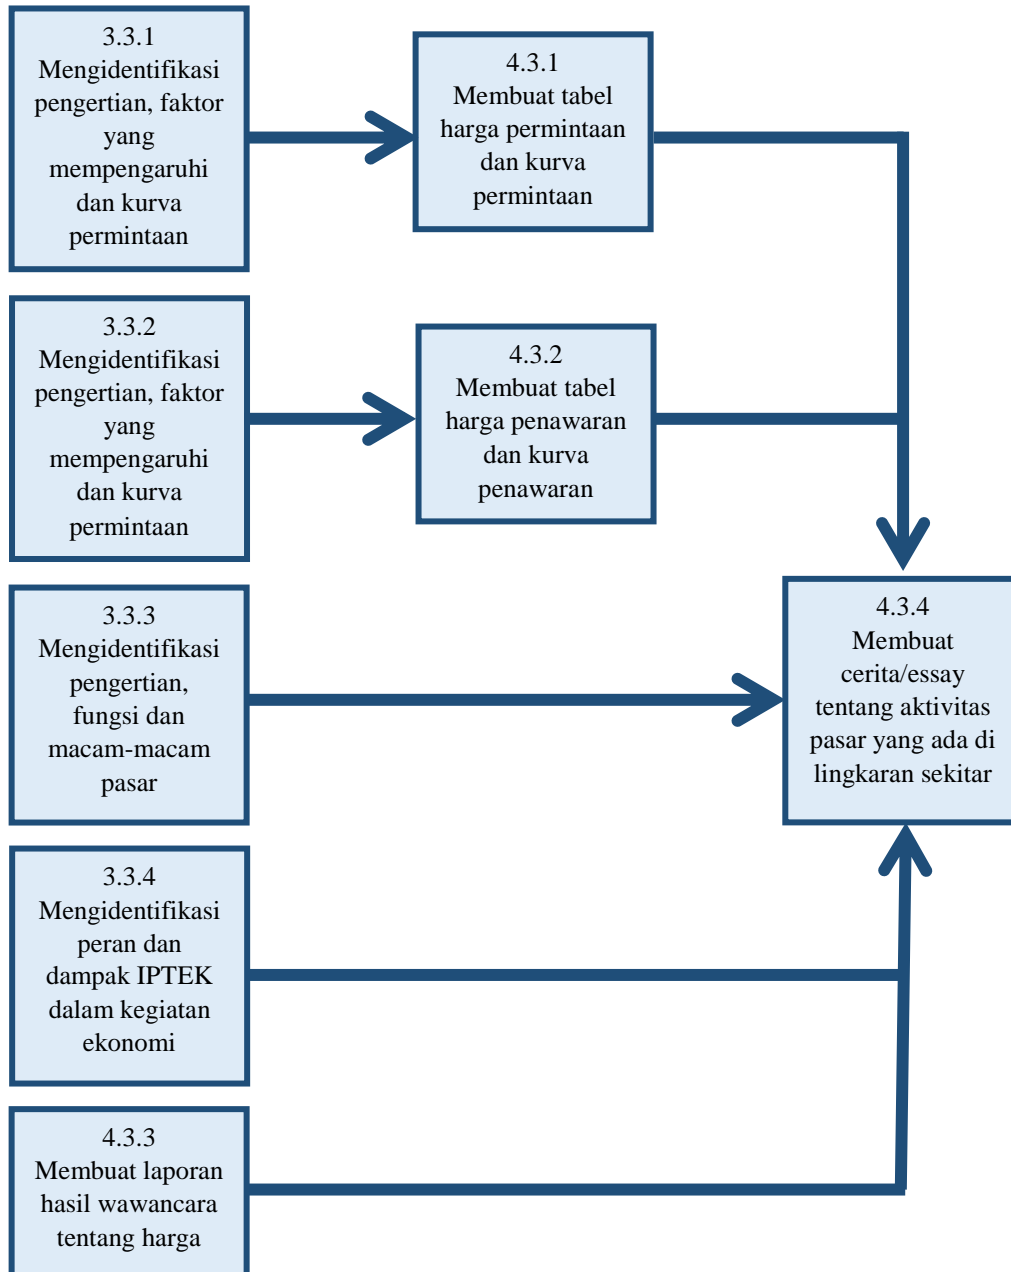 3.3.1
Mengidentifikasi
pengertian, faktor
yang
mempengaruhi
dan kurva
permintaan
4.3.1
Membuat tabel
harga permintaan
dan kurva
permintaan
3.3.2
Mengidentifikasi
pengertian, faktor
yang
mempengaruhi
dan kurva
permintaan
4.3.2
Membuat tabel
harga penawaran
dan kurva
penawaran
3.3.3
Mengidentifikasi
pengertian,
fungsi dan
macam-macam
pasar
4.3.4
Membuat
cerita/essay
tentang aktivitas
pasar yang ada di
lingkaran sekitar
3.3.4
Mengidentifikasi
peran dan
dampak IPTEK
dalam kegiatan
ekonomi
4.3.3
Membuat laporan
hasil wawancara
tentang harga